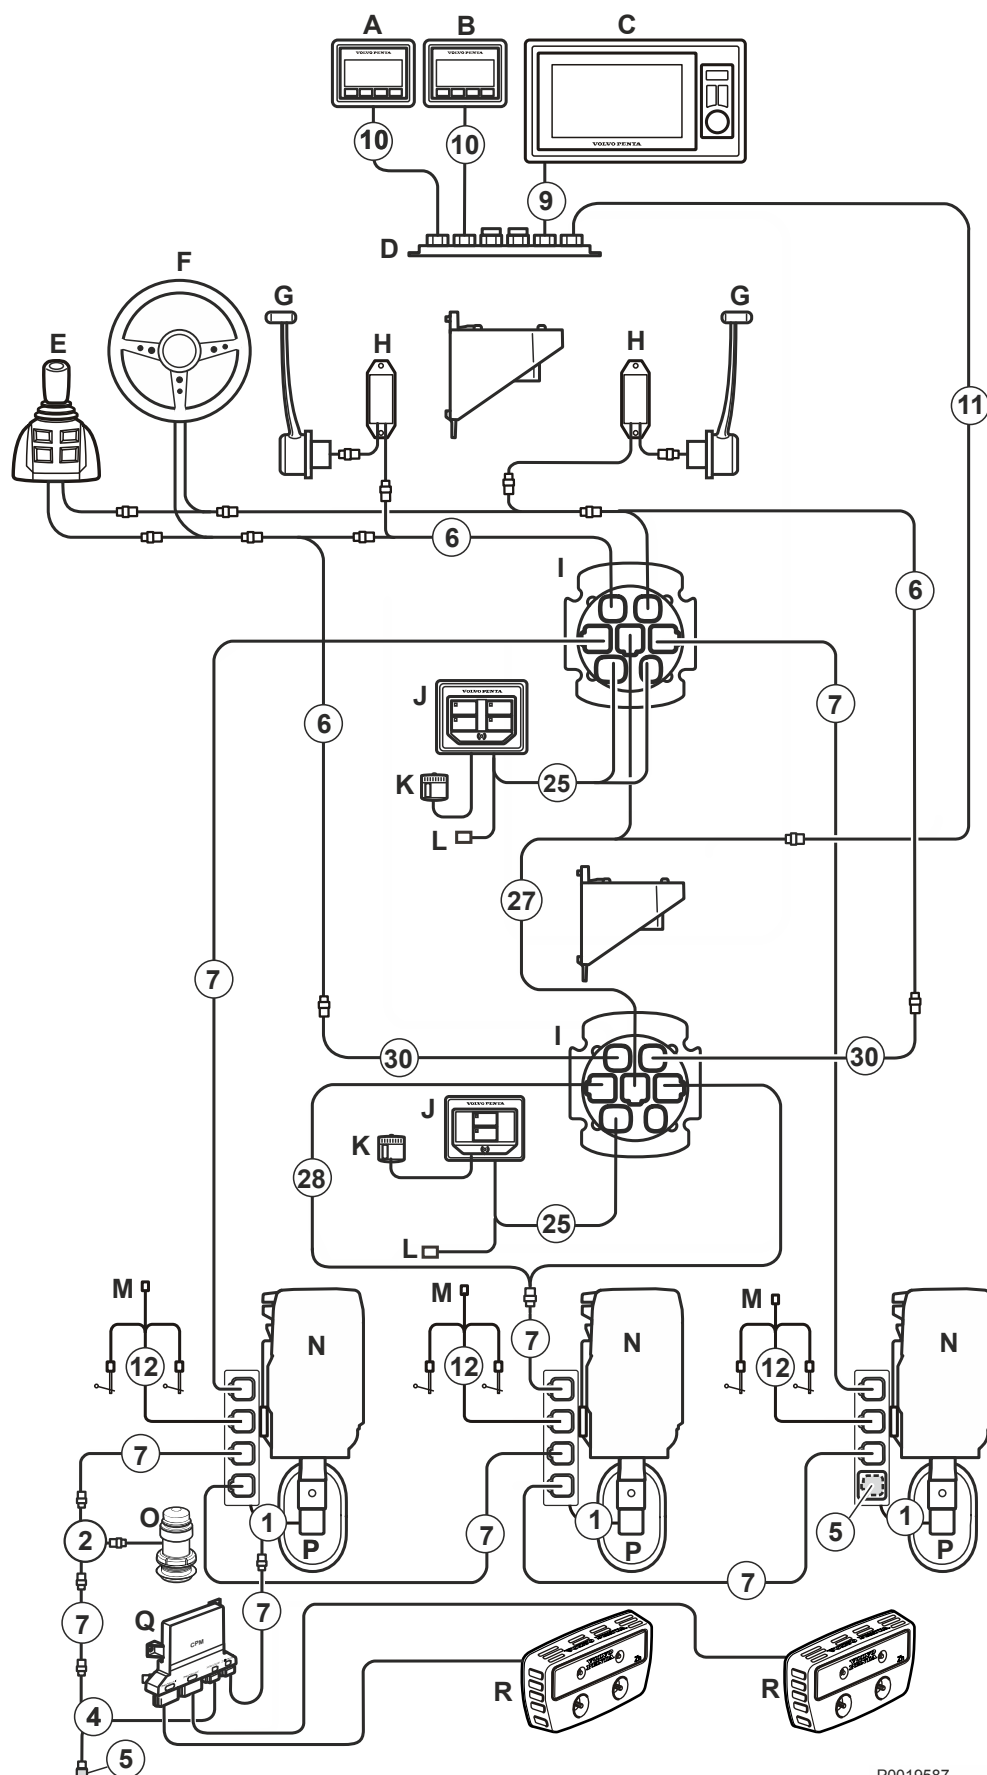 A B C
VOLVO PENTA VOLVO PENTA
VOLVO PENTA
10 10 9
D
F
G G
E H H
11
6
I 6
J VOLVO PENTA
6 7
K 25
L
27
7
I
30 30
J VOLVO PENTA
K
28
25
L
M M M
N N N
7
12 12 12
7
5
O 1 1 1
2 P P P
7
7
7 7
Q
CPM
R R
4
5
P0019587